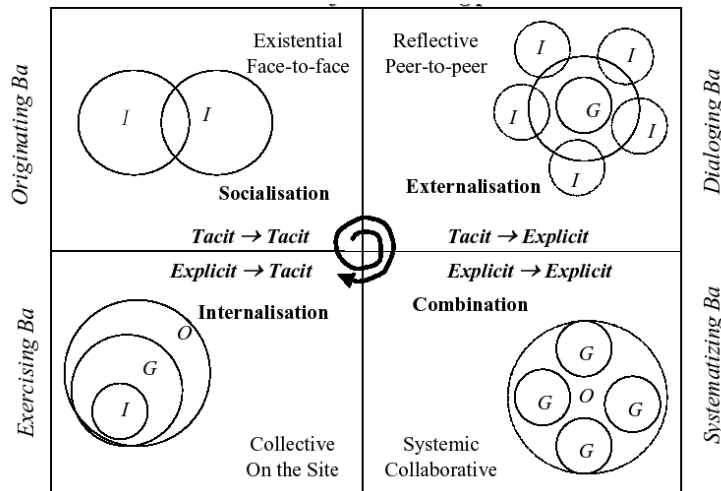 Originating Ba
Existential
Face-to-face
I
I
Socialisation
Tacit → Tacit
Reflective
Peer-to-peer
I
I
I
G
I
I
Externalisation
Tacit → Explicit
Dialoging Ba
Exercising Ba
Explicit → Tacit
Internalisation
O
G
I
Collective
On the Site
Explicit → Explicit
Combination
G
G
O
G
G
Systemic
Collaborative
Systematizing Ba